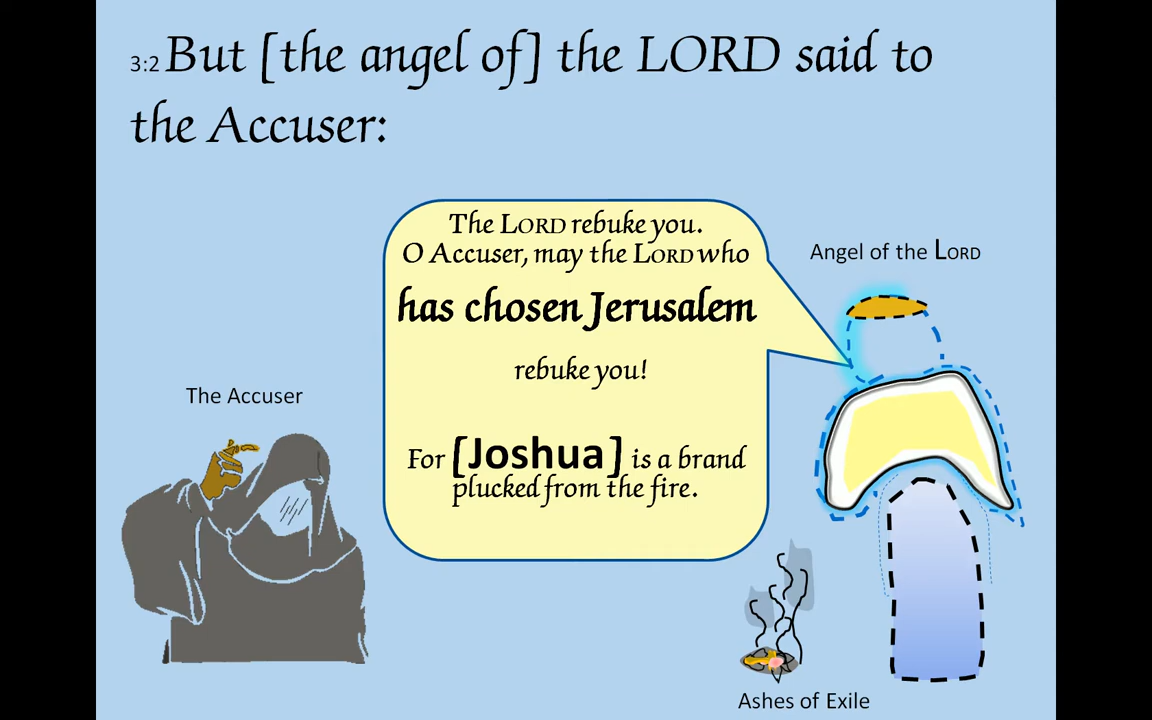 3:2 But [the angel of] the LORD said to
the Accuser:
The LORD rebuke you.
O Accuser, may the LORD who
has chosen Jerusalem
rebuke you!
For [Joshua] is a brand
plucked from the fire.
Angel of the LORD
The Accuser
Ashes of Exile